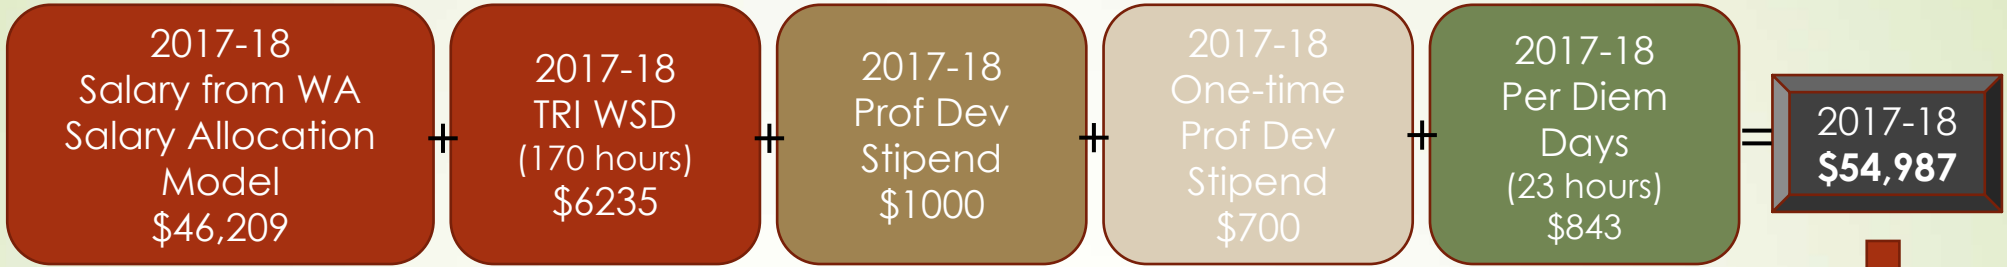 2017-18
Salary from WA
Salary Allocation
Model
$46,209
+
2017-18
TRI WSD
(170 hours)
$6235
+
2017-18
Prof Dev
Stipend
$1000
+
2017-18
One-time
Prof Dev
Stipend
$700
+
2017-18
Per Diem
Days
(23 hours)
$843
=
2017-18
$54,987